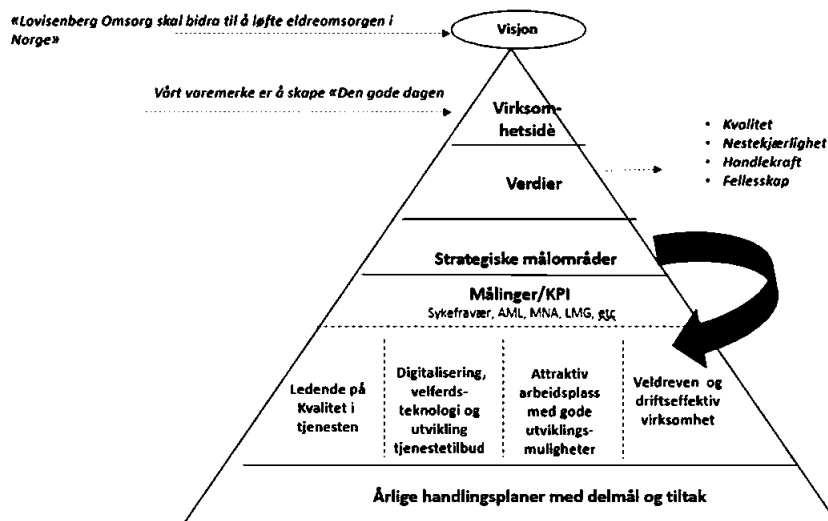 «Lovisenberg Omsorg skal bidra til å løfte eldreomsorgen i
Norge»
Visjon
Vårt varemerke er å skape «Den gode dagen
Virksom-
hetsidè
• Kvalitet
• Nestekjærlighet
• Handlekraft
• Fellesskap
Verdier
Strategiske målområder
Målinger/KPI
Sykefravær, AML, MNA, LMG, etc
Ledende på
Kvalitet i
tjenesten
Digitalisering,
velferds-
teknologi og
utvikling
tjenestetilbud
Attraktiv
arbeidsplass
med gode
utviklings-
muligheter
Veldreven og
driftseffektiv
virksomhet
Årlige handlingsplaner med delmål og tiltak